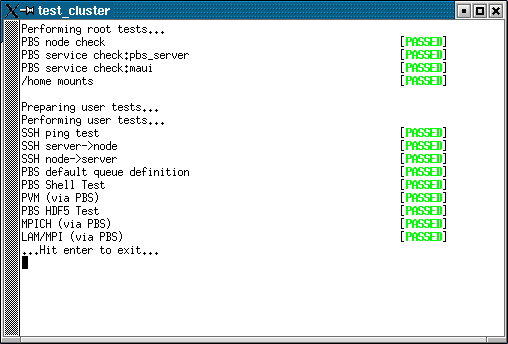 test_cluster
Performing root tests...
PBS node check [PASSED]
PBS service check:pbs_server [PASSED]
PBS service check:maui [PASSED]
/home mounts [PASSED]
Preparing user tests...
Performing user tests...
SSH ping test [PASSED]
SSH server->node [PASSED]
SSH node->server [PASSED]
PBS default queue definition [PASSED]
PBS Shell Test [PASSED]
PVM (via PBS) [PASSED]
PBS HDF5 Test [PASSED]
MPICH (via PBS) [PASSED]
LAM/MPI (via PBS) [PASSED]
...Hit enter to exit...